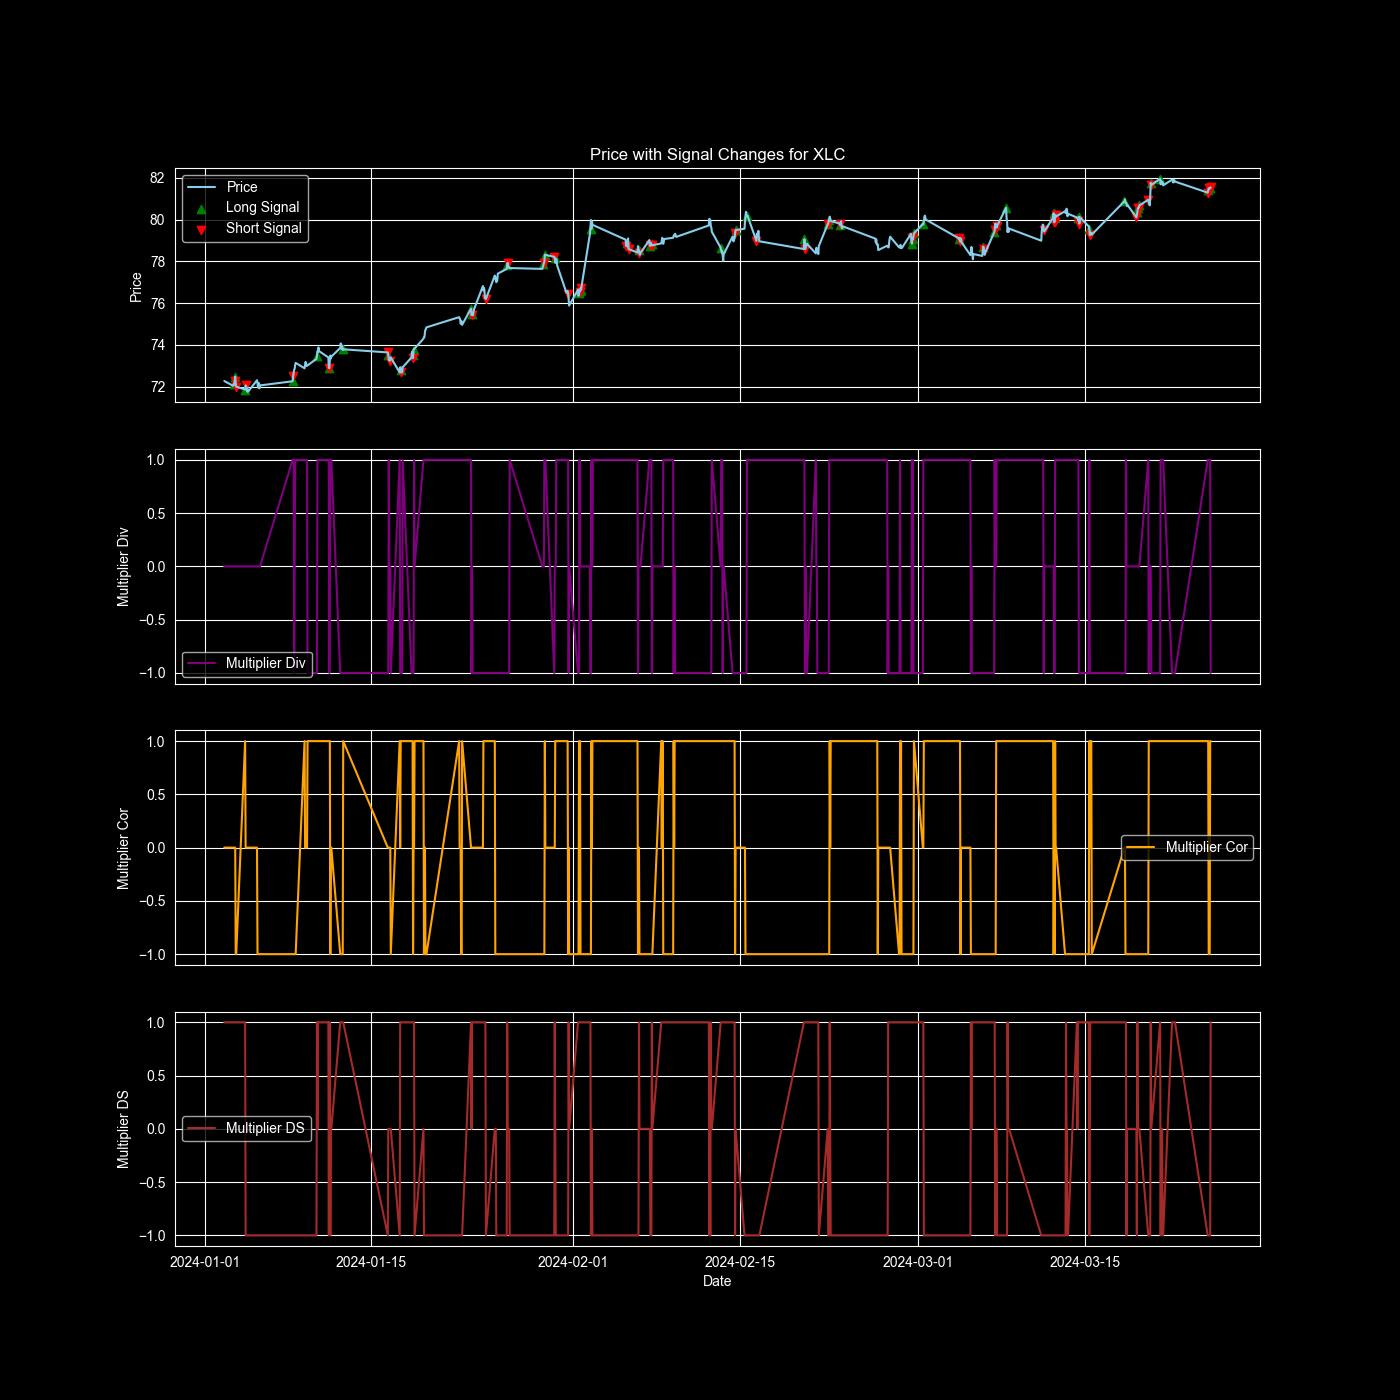 Price with Signal Changes for XLC
Price
82
80
78
76
74
72
Price
Long Signal
Short Signal
Multiplier Div
1.0
0.5
0.0
−0.5
−1.0
Multiplier Div
Multiplier Cor
1.0
0.5
0.0
−0.5
−1.0
Multiplier Cor
Multiplier DS
1.0
0.5
0.0
−0.5
−1.0
Multiplier DS
2024-01-01 2024-01-15 2024-02-01 2024-02-15 2024-03-01 2024-03-15
Date